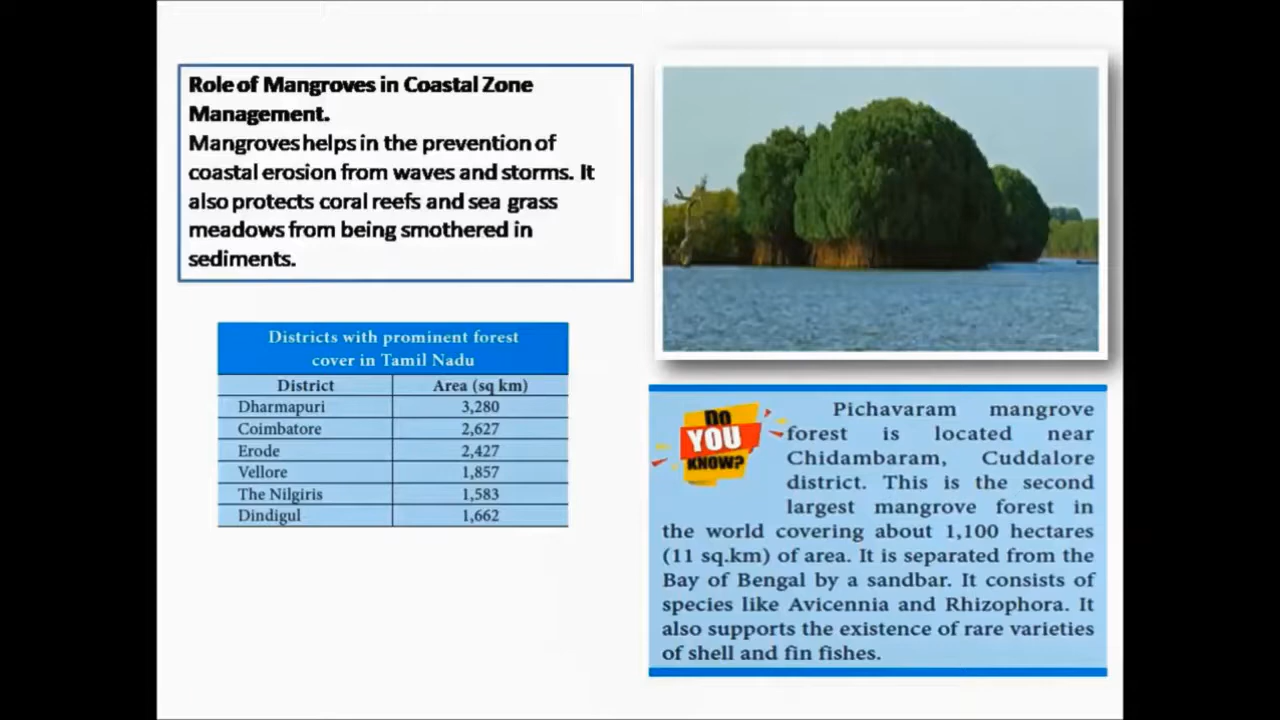 Role of Mangroves in Coastal Zone
Management.
Mangroves helps in the prevention of
coastal erosion from waves and storms. It
also protects coral reefs and sea grass
meadows from being smothered in
sediments.
Districts with prominent forest
cover in Tamil Nadu
District Area (sq km)
Dharmapuri 3,280
Coimbatore 2,627
Erode 2,427
Vellore 1,857
The Nilgiris 1,583
Dindigul 1,662
DO
YOU
KNOW?
Pichavaram mangrove
forest is located near
Chidambaram, Cuddalore
district. This is the second
largest mangrove forest in
the world covering about 1,100 hectares
(11 sq.km) of area. It is separated from the
Bay of Bengal by a sandbar. It consists of
species like Avicennia and Rhizophora. It
also supports the existence of rare varieties
of shell and fin fishes.